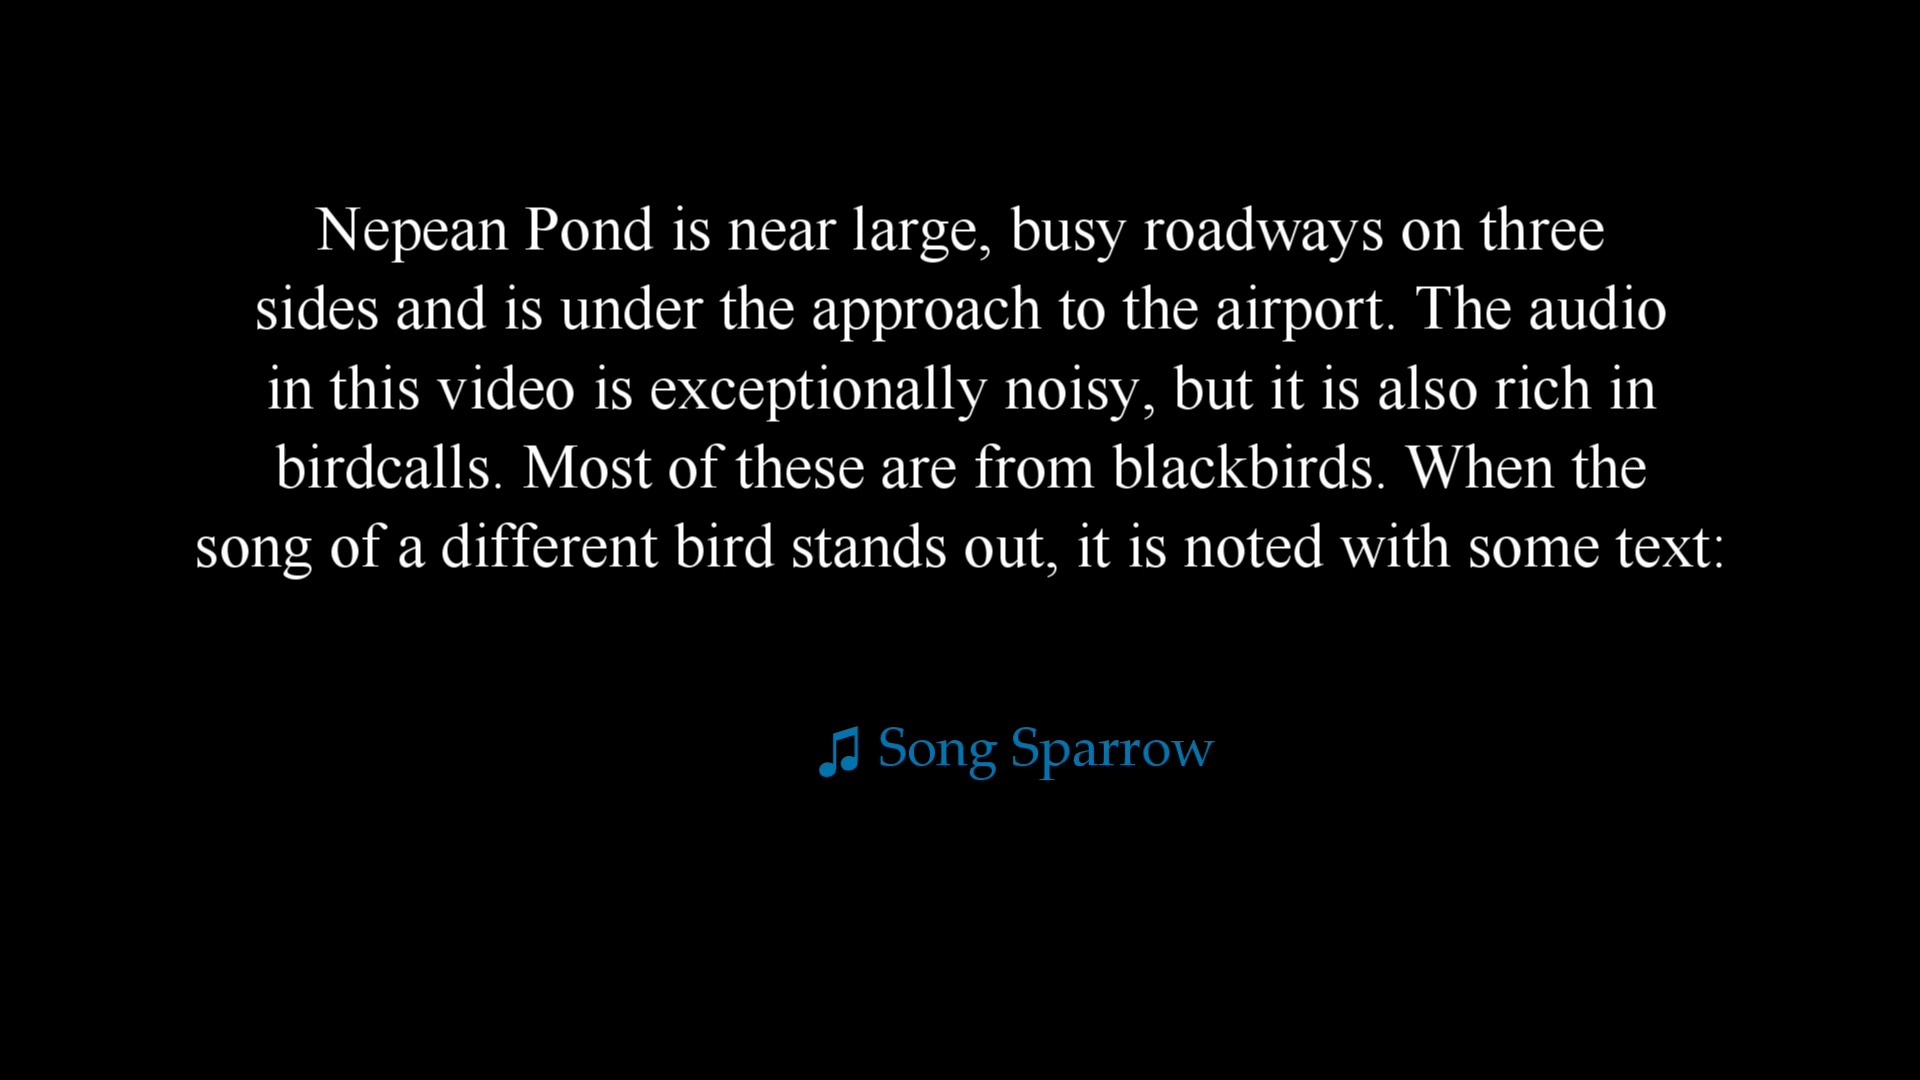 Nepean Pond is near large, busy roadways on three
sides and is under the approach to the airport. The audio
in this video is exceptionally noisy, but it is also rich in
birdcalls. Most of these are from blackbirds. When the
song of a different bird stands out, it is noted with some text:
♫ Song Sparrow